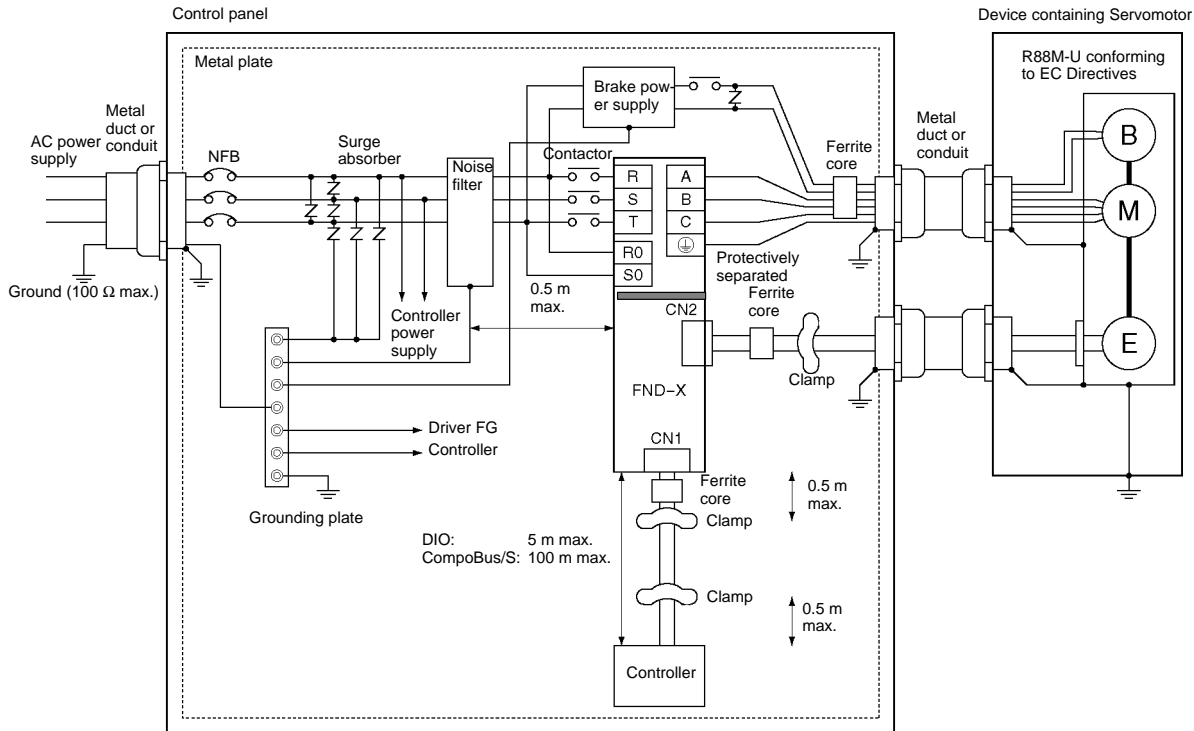 Control panel
Device containing Servomotor
Metal plate
R88M-U conforming
to EC Directives
Brake pow-
er supply
Metal
duct or
conduit
AC power
supply
NFB
Surge
absorber
Noise
filter
Contactor
Ferrite
core
Metal
duct or
conduit
B
M
E
R
S
T
R0
S0
A
B
C
Protectively
separated
Ferrite
core
Ground (100 Ω max.)
0.5 m
max.
Controller
power
supply
CN2
Clamp
FND-X
Driver FG
Controller
CN1
Grounding plate
Ferrite
core
0.5 m
max.
Clamp
DIO: 5 m max.
CompoBus/S: 100 m max.
Clamp
0.5 m
max.
Controller